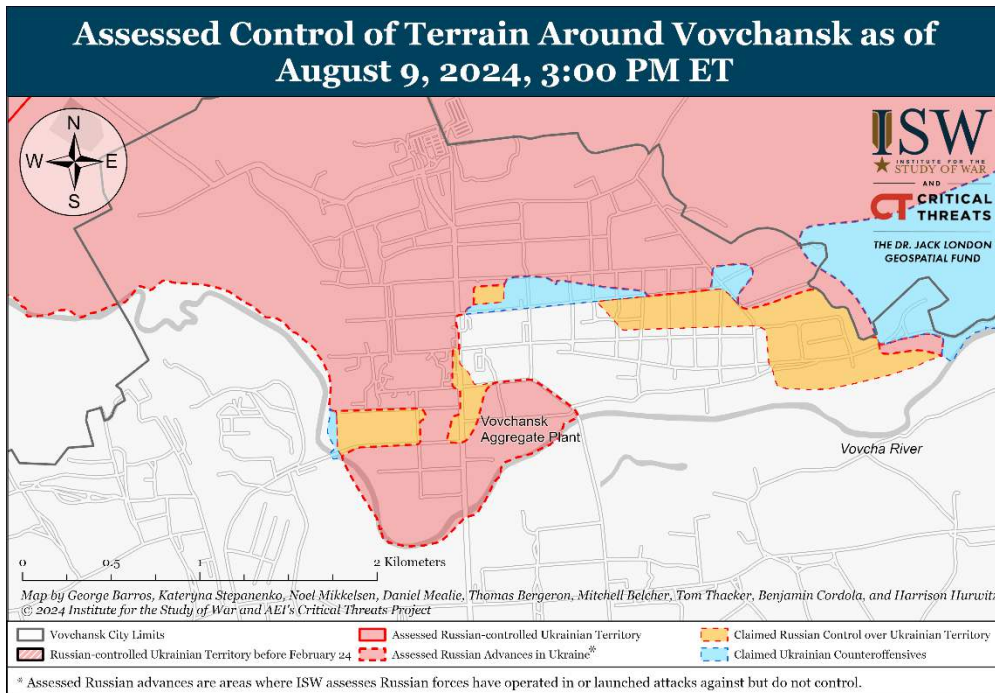 Assessed Control of Terrain Around Vovchansk as of
August 9, 2024, 3:00 PM ET
N
W E
S
ISW
INSTITUTE FOR THE
STUDY OF WAR
AND
CT CRITICAL
THREATS
THE DR. JACK LONDON
GEOSPATIAL FUND
Vovchansk
Aggregate Plant
Vovcha River
0 0.5 1 2 Kilometers
Map by George Barros, Kateryna Stepanenko, Noel Mikkelsen, Daniel Mealie, Thomas Bergeron, Mitchell Belcher, Tom Thacker, Benjamin Cordola, and Harrison Hurwitz
© 2024 Institute for the Study of War and AEI's Critical Threats Project
Vovchansk City Limits
Assessed Russian-controlled Ukrainian Territory
Claimed Russian Control over Ukrainian Territory
Russian-controlled Ukrainian Territory before February 24
Assessed Russian Advances in Ukraine*
Claimed Ukrainian Counteroffensives
* Assessed Russian advances are areas where ISW assesses Russian forces have operated in or launched attacks against but do not control.